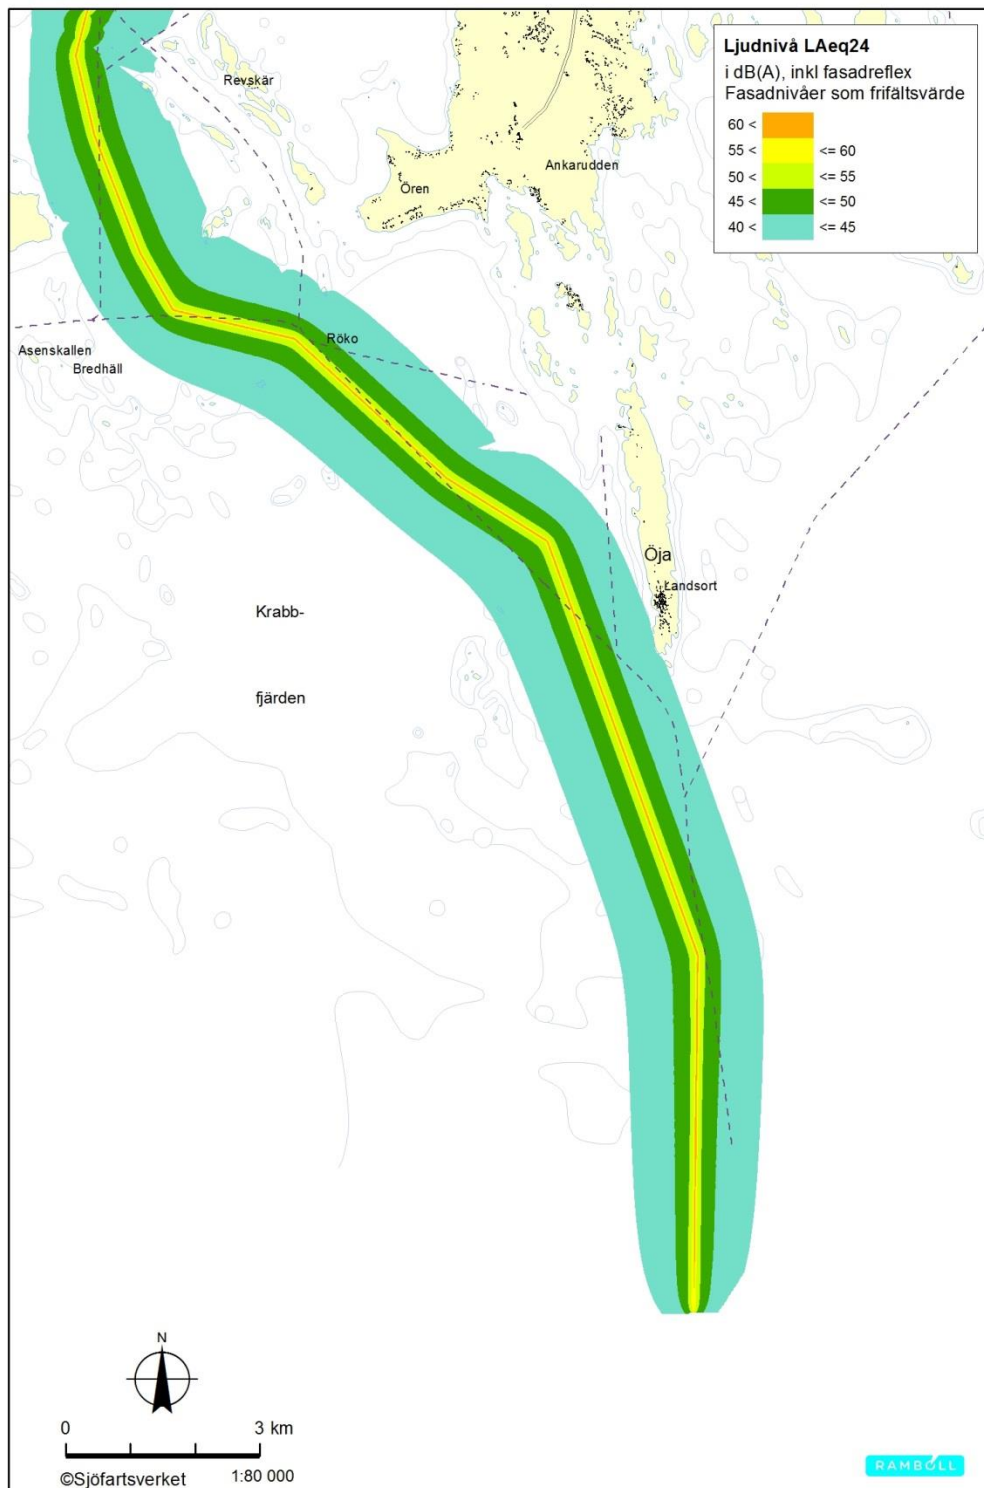 Ljudnivå LAeq24
i dB(A), inkl fasadreflex
Fasadnivåer som frifältsvärde
60 <
55 < <= 60
50 < <= 55
45 < <= 50
40 < <= 45
Revskär
Ankarudden
Ören
Röko
Asenskallen
Bredhäll
Öja
Landsort
Krabb-
fjärden
N
0 3 km
©Sjöfartsverket 1:80 000
RAMBOLL